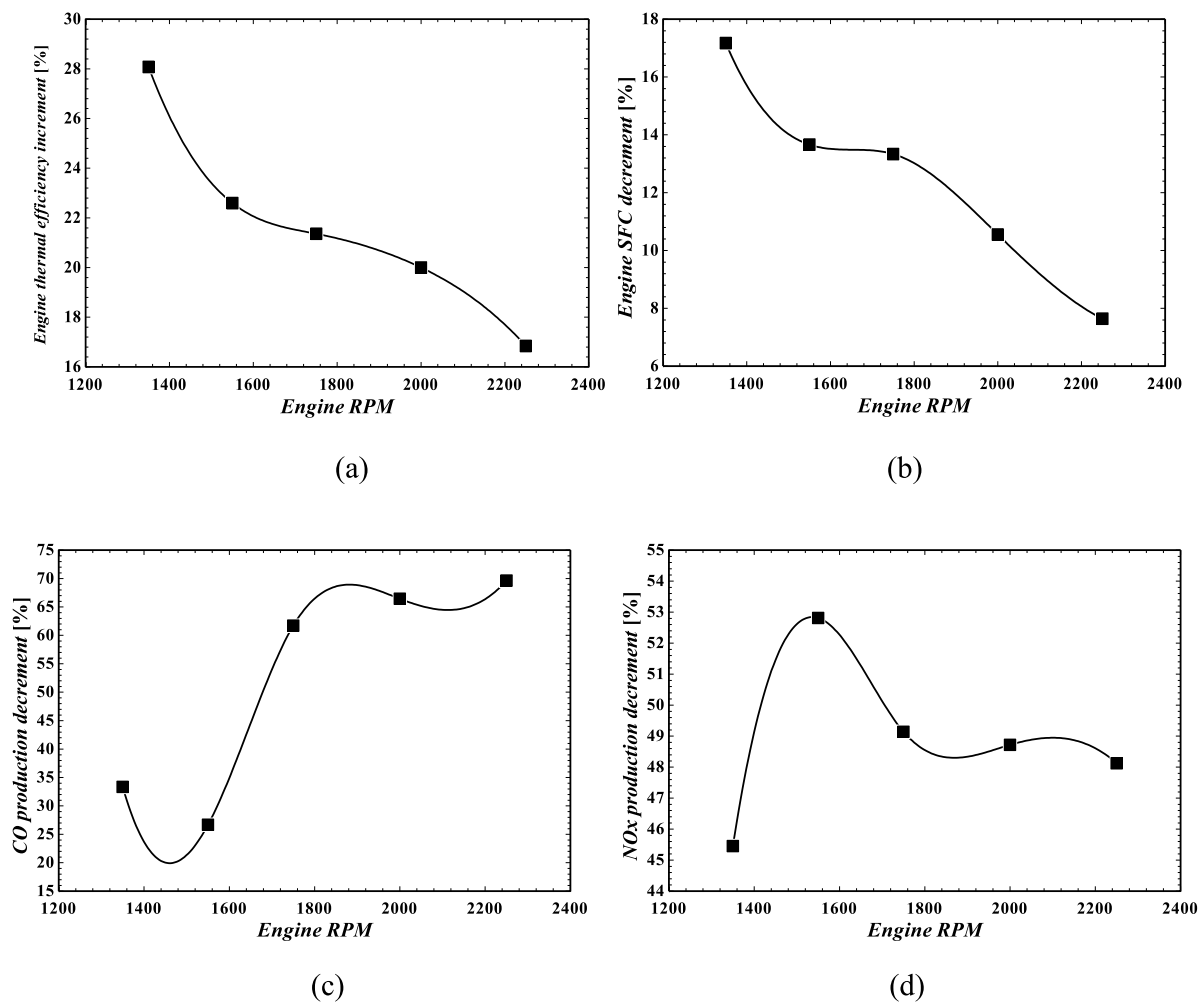 Engine thermal efficiency increment [%]
30
28
26
24
22
20
18
16
1200 1400 1600 1800 2000 2200 2400
Engine RPM
(a)
Engine SFC decrement [%]
18
16
14
12
10
8
6
1200 1400 1600 1800 2000 2200 2400
Engine RPM
(b)
CO production decrement [%]
75
70
65
60
55
50
45
40
35
30
25
20
15
1200 1400 1600 1800 2000 2200 2400
Engine RPM
(c)
NOx production decrement [%]
55
54
53
52
51
50
49
48
47
46
45
44
1200 1400 1600 1800 2000 2200 2400
Engine RPM
(d)